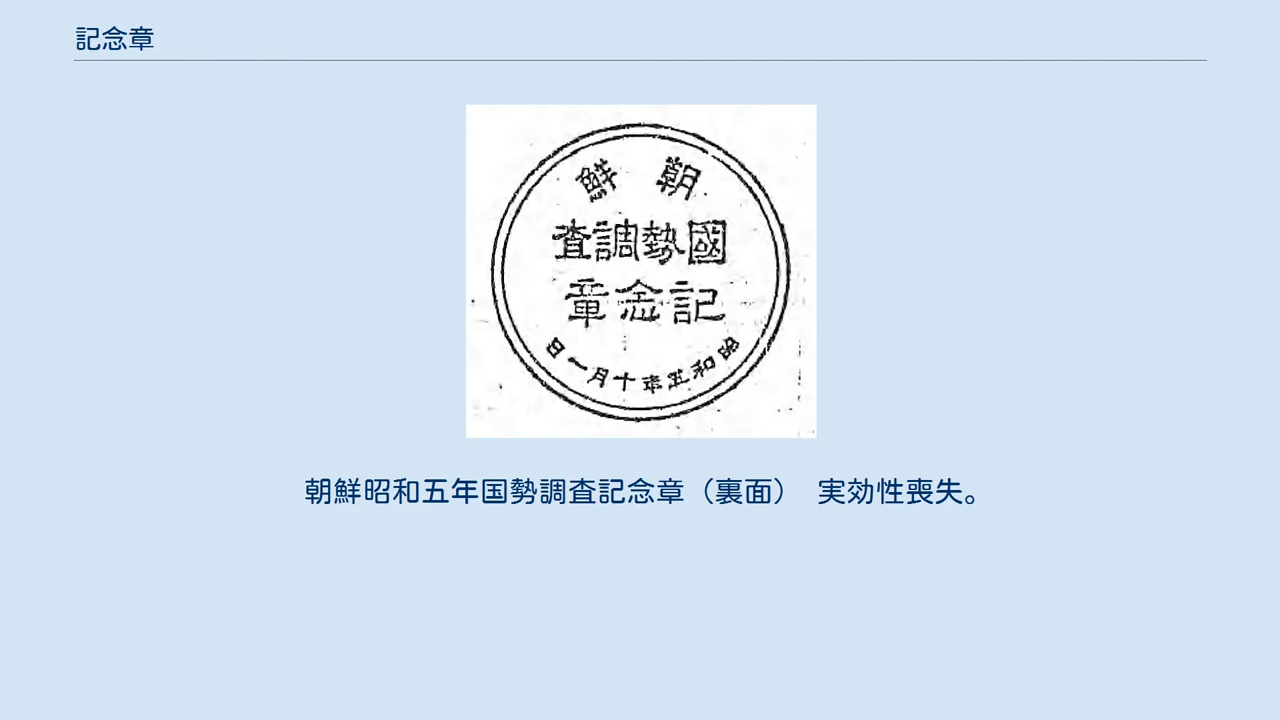 記念章
朝鮮
國勢調査
記念章
昭和五年十月一日
朝鮮昭和五年国勢調査記念章（裏面） 実効性喪失。